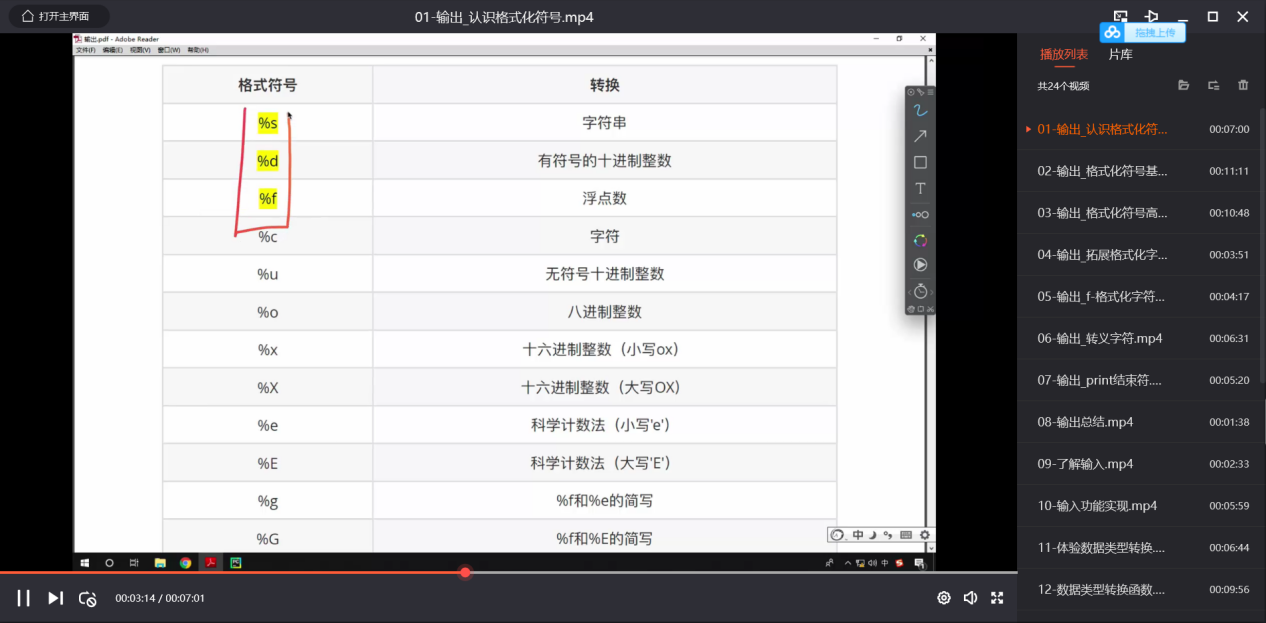 打开主界面
01-输出_认识格式化符号.mp4
拖拽上传
输出.pdf - Adobe Reader
文件(F) 编辑(E) 视图(V) 窗口(W) 帮助(H)
格式符号 转换
%s 字符串
%d 有符号的十进制整数
%f 浮点数
%c 字符
%u 无符号十进制整数
%o 八进制整数
%x 十六进制整数（小写ox）
%X 十六进制整数（大写OX）
%e 科学计数法（小写'e'）
%E 科学计数法（大写'E'）
%g %f和%e的简写
%G %f和%E的简写
中
中
00:03:14 / 00:07:01
播放列表 片库
共24个视频
01-输出_认识格式化符... 00:07:00
02-输出_格式化符号基... 00:11:11
03-输出_格式化符号高... 00:10:48
04-输出_拓展格式化字... 00:03:51
05-输出_f-格式化字符... 00:04:17
06-输出_转义字符.mp4 00:06:31
07-输出_print结束符.... 00:05:20
08-输出总结.mp4 00:01:38
09-了解输入.mp4 00:02:33
10-输入功能实现.mp4 00:05:59
11-体验数据类型转换.... 00:06:44
12-数据类型转换函数.... 00:09:56